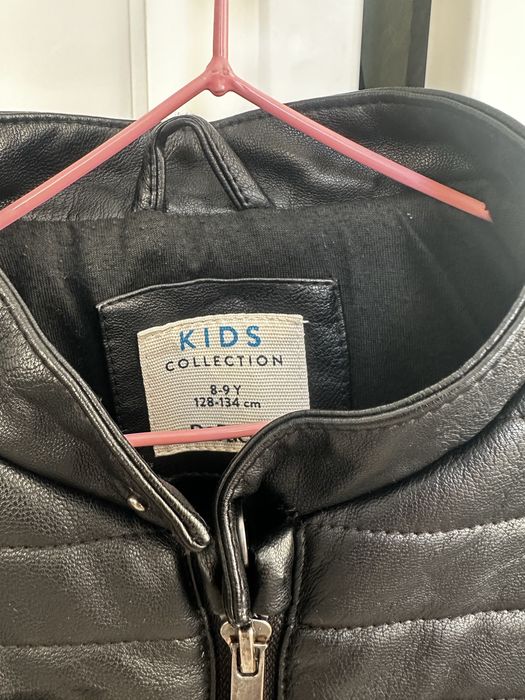 KIDS
COLLECTION
8-9 Y
128-134 cm